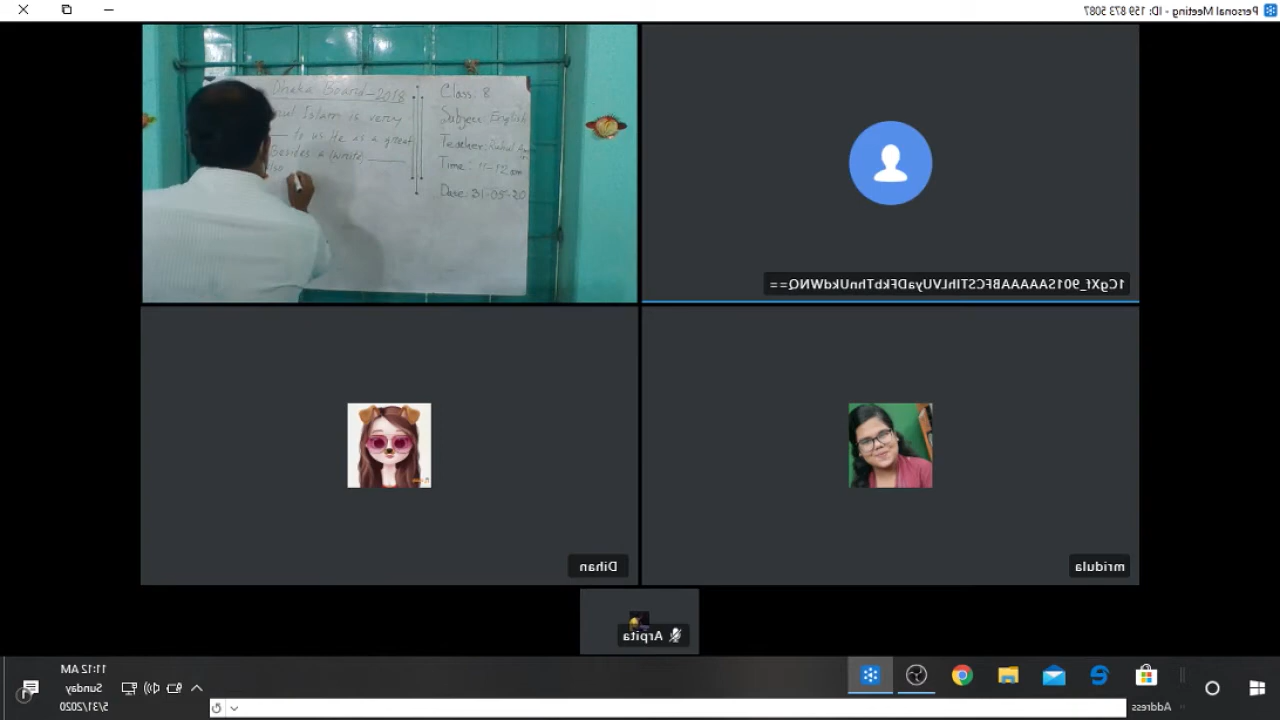 Personal Meeting - ID: 159 873 5087
Dhaka Board-2018
Islam is very
to us. He is a great
Besides a (write)
also
Class: 8
Subject: English
Teacher: Ruhul
Time: 11-12 am
Date: 31-05-20
Dihan
mridula
Arpita
11:12 AM
Sunday
5/31/2020
Address